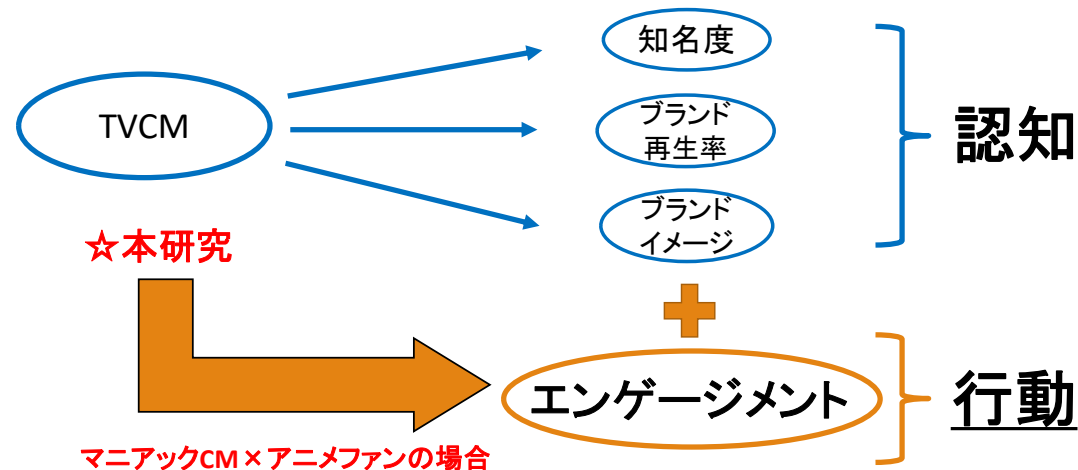 知名度
TVCM
ブランド
再生率
ブランド
イメージ
認知
☆本研究
エンゲージメント
行動
マニアックCM×アニメファンの場合